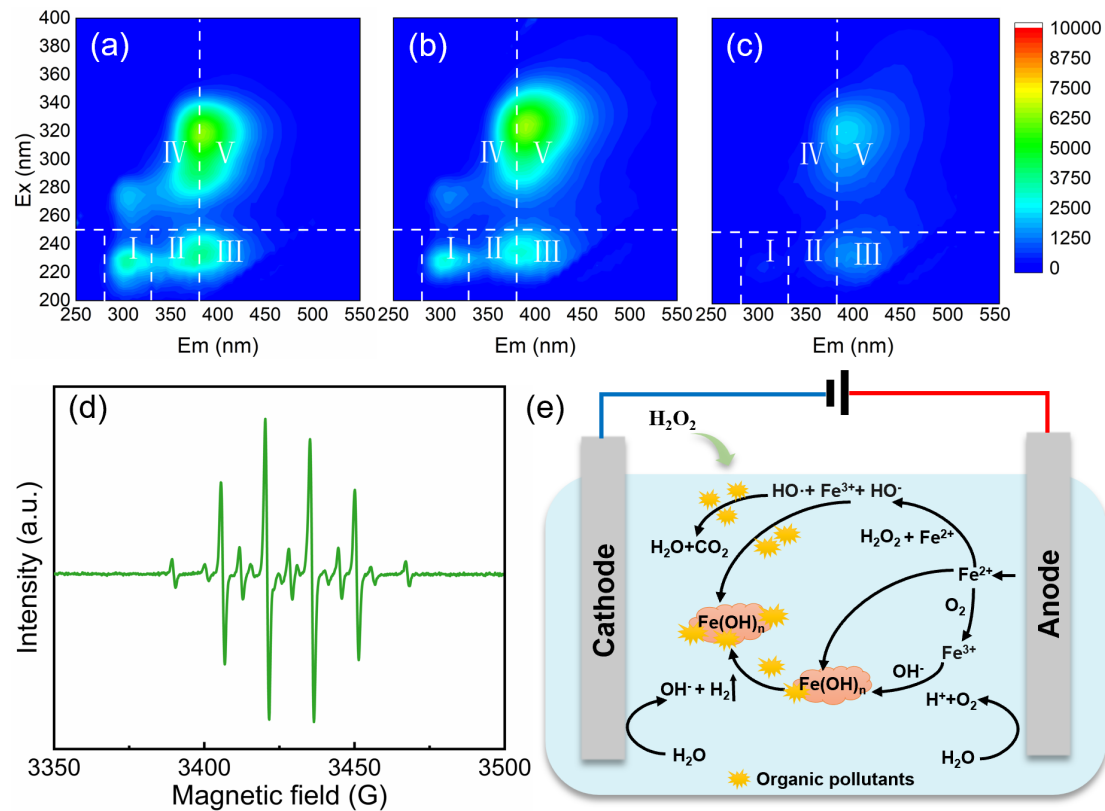 (a)
(b)
(c)
Ex (nm)
400
380
360
340
320
300
280
260
240
220
200
IV
V
I
II
III
IV
V
I
II
III
IV
V
I
II
III
250 300 350 400 450 500 550
250 300 350 400 450 500 550
250 300 350 400 450 500 550
Em (nm)
Em (nm)
Em (nm)
10000
8750
7500
6250
5000
3750
2500
1250
0
(d)
Intensity (a.u.)
3350 3400 3450 3500
Magnetic field (G)
(e)
H₂O₂
Cathode
Anode
HO·+ Fe³⁺+ HO⁻
H₂O+CO₂
H₂O₂ + Fe²⁺
Fe²⁺
O₂
Fe(OH)ₙ
Fe³⁺
OH⁻
Fe(OH)ₙ
OH⁻ + H₂
H⁺+O₂
H₂O
H₂O
Organic pollutants